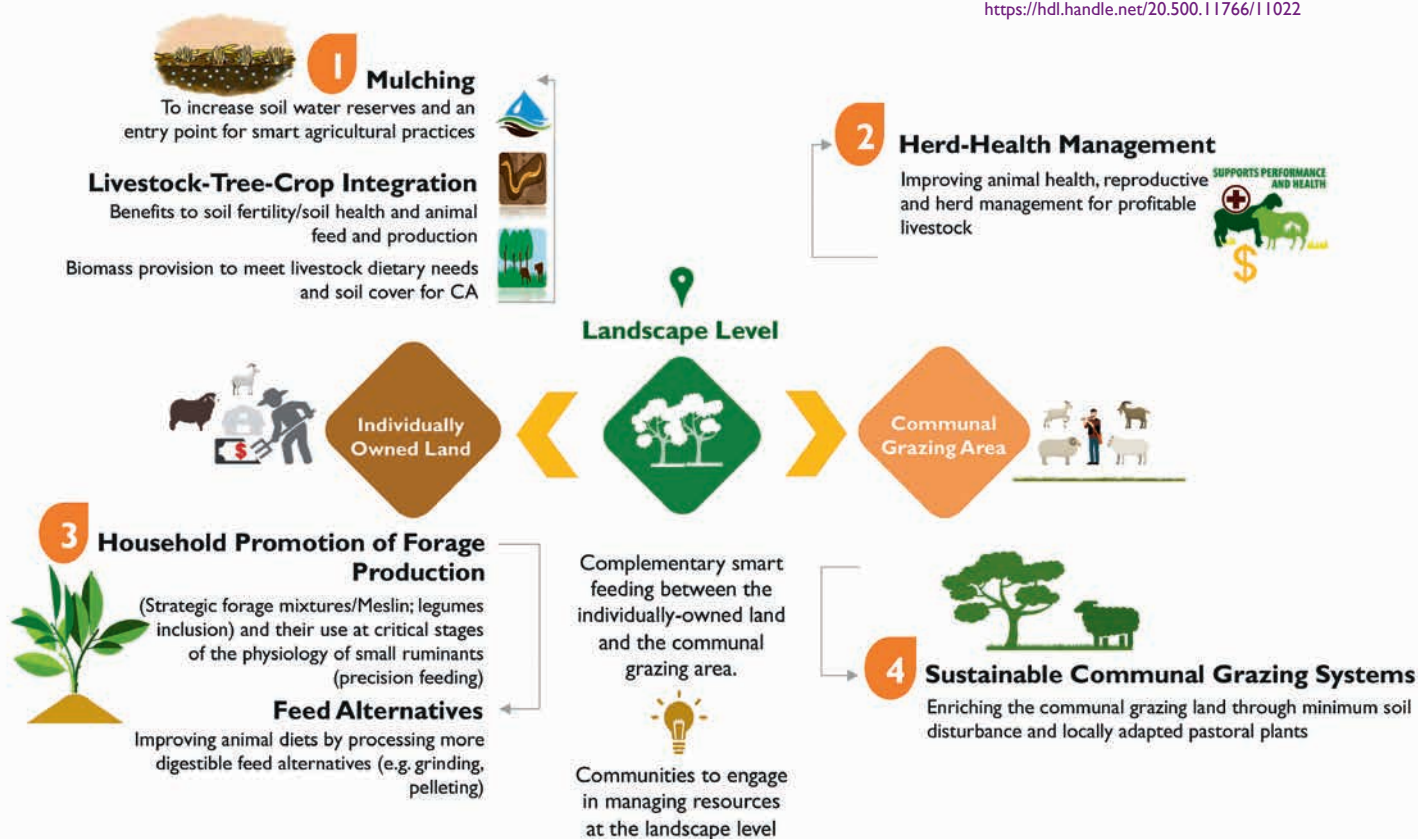 https://hdl.handle.net/20.500.11766/11022
1
Mulching
To increase soil water reserves and an
entry point for smart agricultural practices
Livestock-Tree-Crop Integration
Benefits to soil fertility/soil health and animal
feed and production
Biomass provision to meet livestock dietary needs
and soil cover for CA
2
Herd-Health Management
Improving animal health, reproductive
and herd management for profitable
livestock
SUPPORTS PERFORMANCE
AND HEALTH
$
Landscape Level
Individually
Owned Land
$
Communal
Grazing Area
3
Household Promotion of Forage
Production
(Strategic forage mixtures/Meslin; legumes
inclusion) and their use at critical stages
of the physiology of small ruminants
(precision feeding)
Feed Alternatives
Improving animal diets by processing more
digestible feed alternatives (e.g. grinding,
pelleting)
Complementary smart
feeding between the
individually-owned land
and the communal
grazing area.
Communities to engage
in managing resources
at the landscape level
4
Sustainable Communal Grazing Systems
Enriching the communal grazing land through minimum soil
disturbance and locally adapted pastoral plants